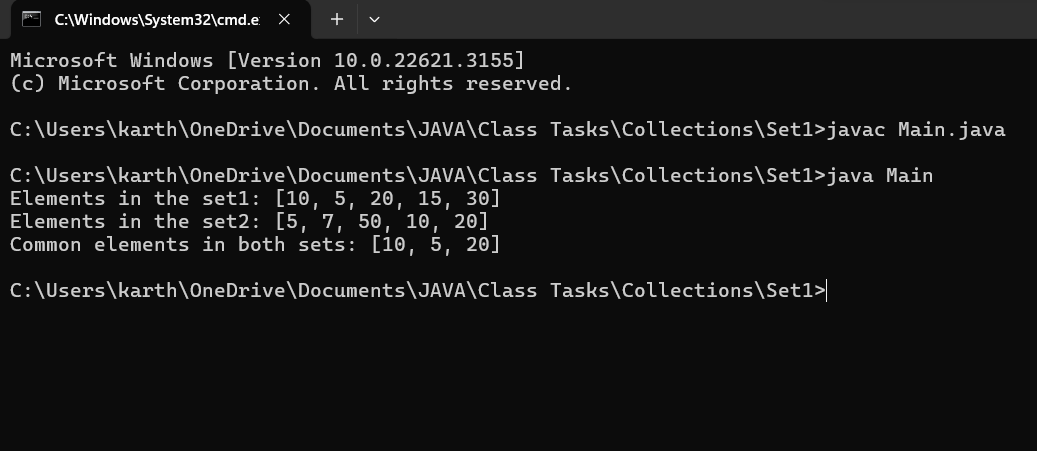 C:\Windows\System32\cmd.e
Microsoft Windows [Version 10.0.22621.3155]
(c) Microsoft Corporation. All rights reserved.
C:\Users\karth\OneDrive\Documents\JAVA\Class Tasks\Collections\Set1>javac Main.java
C:\Users\karth\OneDrive\Documents\JAVA\Class Tasks\Collections\Set1>java Main
Elements in the set1: [10, 5, 20, 15, 30]
Elements in the set2: [5, 7, 50, 10, 20]
Common elements in both sets: [10, 5, 20]
C:\Users\karth\OneDrive\Documents\JAVA\Class Tasks\Collections\Set1>